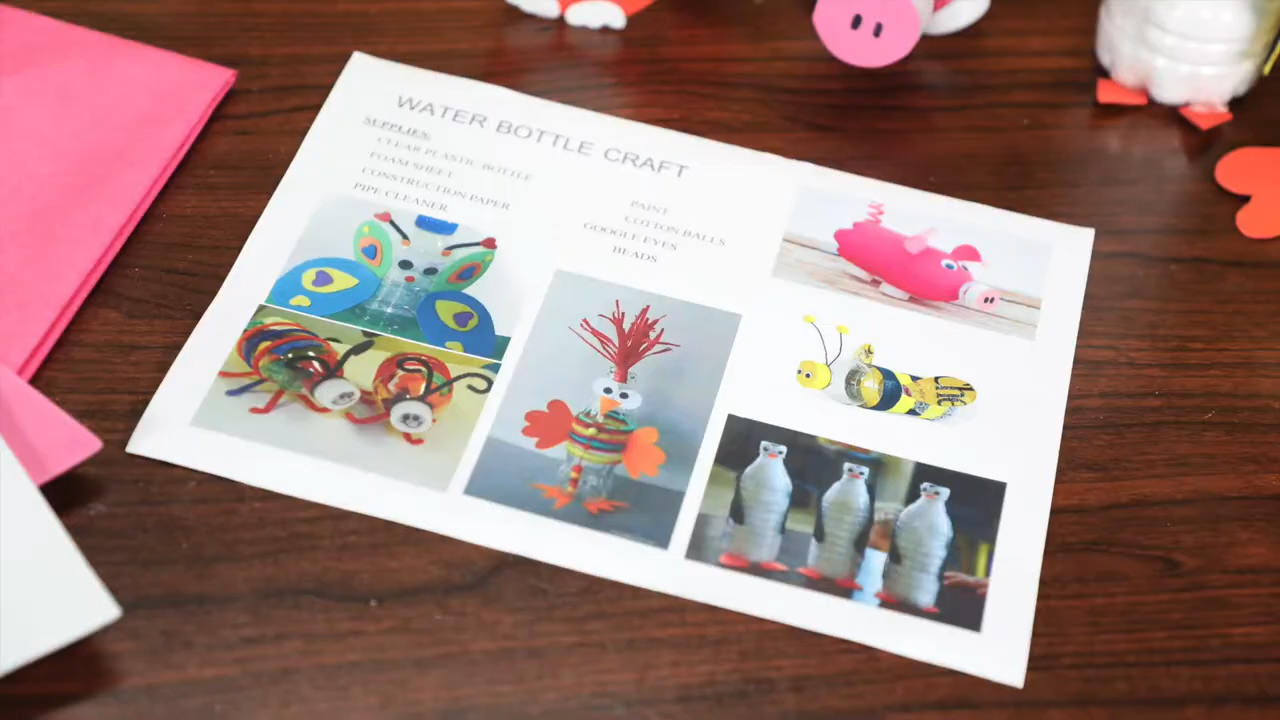 WATER BOTTLE CRAFT
SUPPLIES:
CLEAR PLASTIC BOTTLE
FOAM SHEET
CONSTRUCTION PAPER
PIPE CLEANER
PAINT
COTTON BALLS
GOOGLE EYES
BEADS